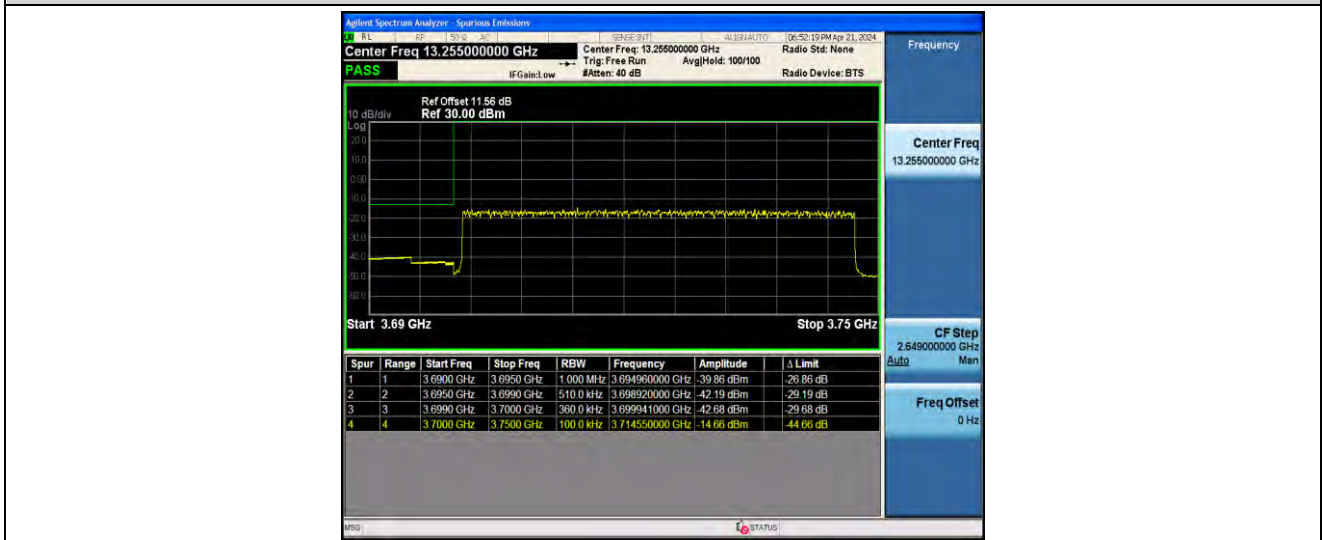 Agilent Spectrum Analyzer - Spurious Emissions
RL RF 50 Ω AC SENSE:INT ALIGNAUTO 06:52:19 PM Apr 21, 2024
Center Freq 13.255000000 GHz
Center Freq: 13.255000000 GHz
Radio Std: None
Trig: Free Run Avg|Hold: 100/100
PASS
IFGain:Low
#Atten: 40 dB
Radio Device: BTS
Ref Offset 11.56 dB
10 dB/div Ref 30.00 dBm
Log
20.0
10.0
0.00
-10.0
-20.0
-30.0
-40.0
-50.0
-60.0
Start 3.69 GHz Stop 3.75 GHz
Spur Range Start Freq Stop Freq RBW Frequency Amplitude Δ Limit
1 1 3.6900 GHz 3.6950 GHz 1.000 MHz 3.694960000 GHz -39.86 dBm -26.86 dB
2 2 3.6950 GHz 3.6990 GHz 510.0 kHz 3.698920000 GHz -42.19 dBm -29.19 dB
3 3 3.6990 GHz 3.7000 GHz 360.0 kHz 3.699941000 GHz -42.68 dBm -29.68 dB
4 4 3.7000 GHz 3.7500 GHz 100.0 kHz 3.714550000 GHz -14.66 dBm -44.66 dB
MSG STATUS
Frequency
Center Freq
13.255000000 GHz
CF Step
2.649000000 GHz
Auto Man
Freq Offset
0 Hz